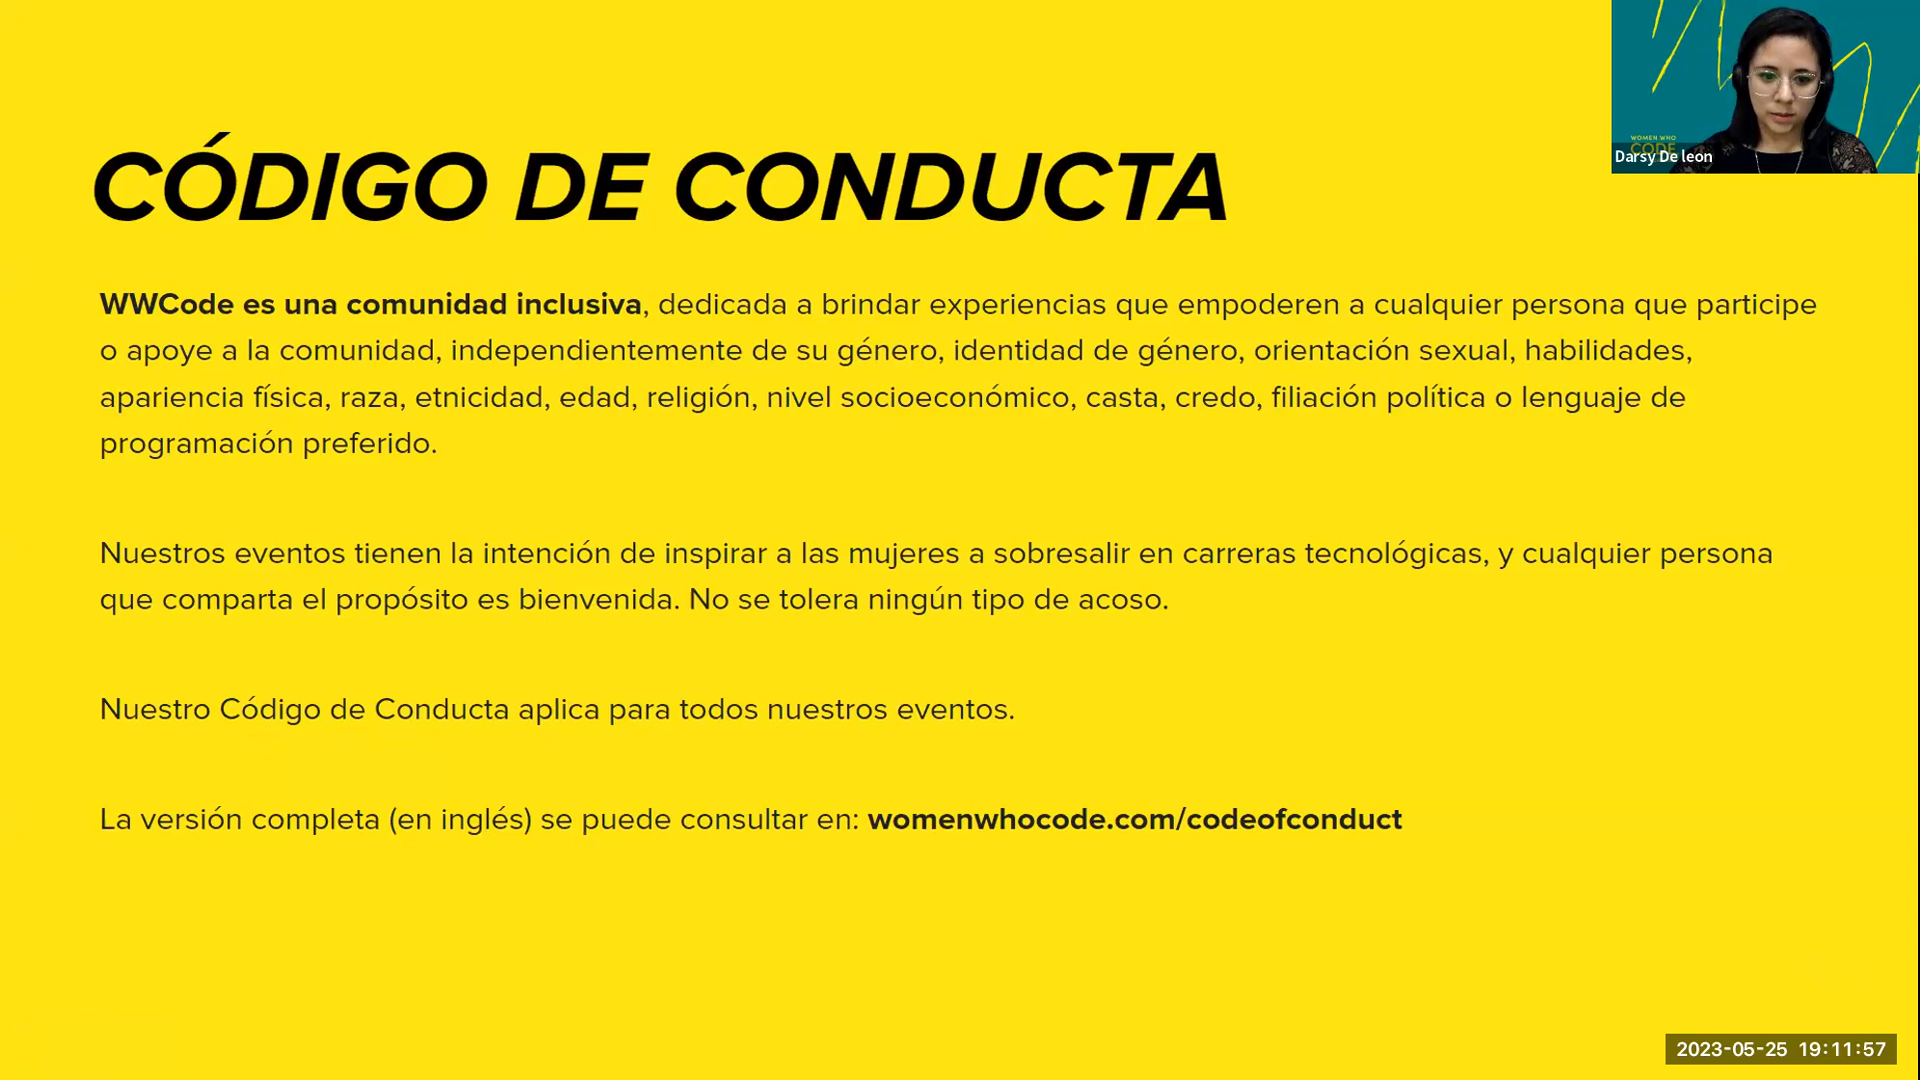 WOMEN WHO
CODE
Darsy De leon
CÓDIGO DE CONDUCTA
WWCode es una comunidad inclusiva, dedicada a brindar experiencias que empoderen a cualquier persona que participe
o apoye a la comunidad, independientemente de su género, identidad de género, orientación sexual, habilidades,
apariencia física, raza, etnicidad, edad, religión, nivel socioeconómico, casta, credo, filiación política o lenguaje de
programación preferido.
Nuestros eventos tienen la intención de inspirar a las mujeres a sobresalir en carreras tecnológicas, y cualquier persona
que comparta el propósito es bienvenida. No se tolera ningún tipo de acoso.
Nuestro Código de Conducta aplica para todos nuestros eventos.
La versión completa (en inglés) se puede consultar en: womenwhocode.com/codeofconduct
2023-05-25 19:11:57